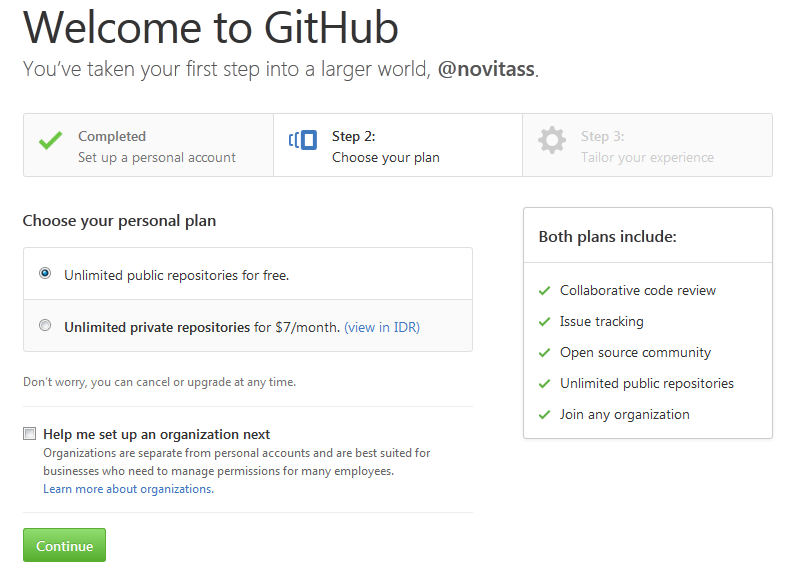 Welcome to GitHub
You’ve taken your first step into a larger world, @novitass.
Completed
Set up a personal account
Step 2:
Choose your plan
Step 3:
Tailor your experience
Choose your personal plan
Unlimited public repositories for free.
Unlimited private repositories for $7/month. (view in IDR)
Don’t worry, you can cancel or upgrade at any time.
Help me set up an organization next
Organizations are separate from personal accounts and are best suited for
businesses who need to manage permissions for many employees.
Learn more about organizations.
Continue
Both plans include:
Collaborative code review
Issue tracking
Open source community
Unlimited public repositories
Join any organization